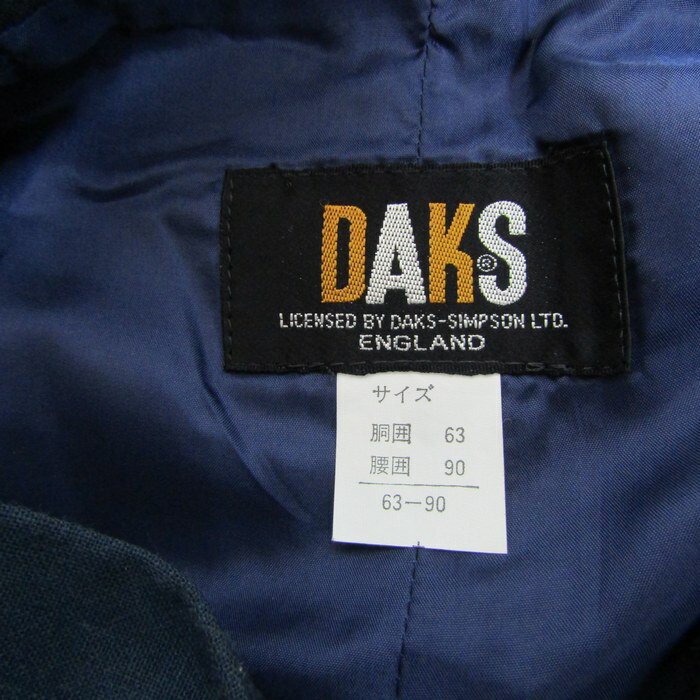 DAKS®
LICENSED BY DAKS-SIMPSON LTD.
ENGLAND
サイズ
胴囲 63
腰囲 90
63-90